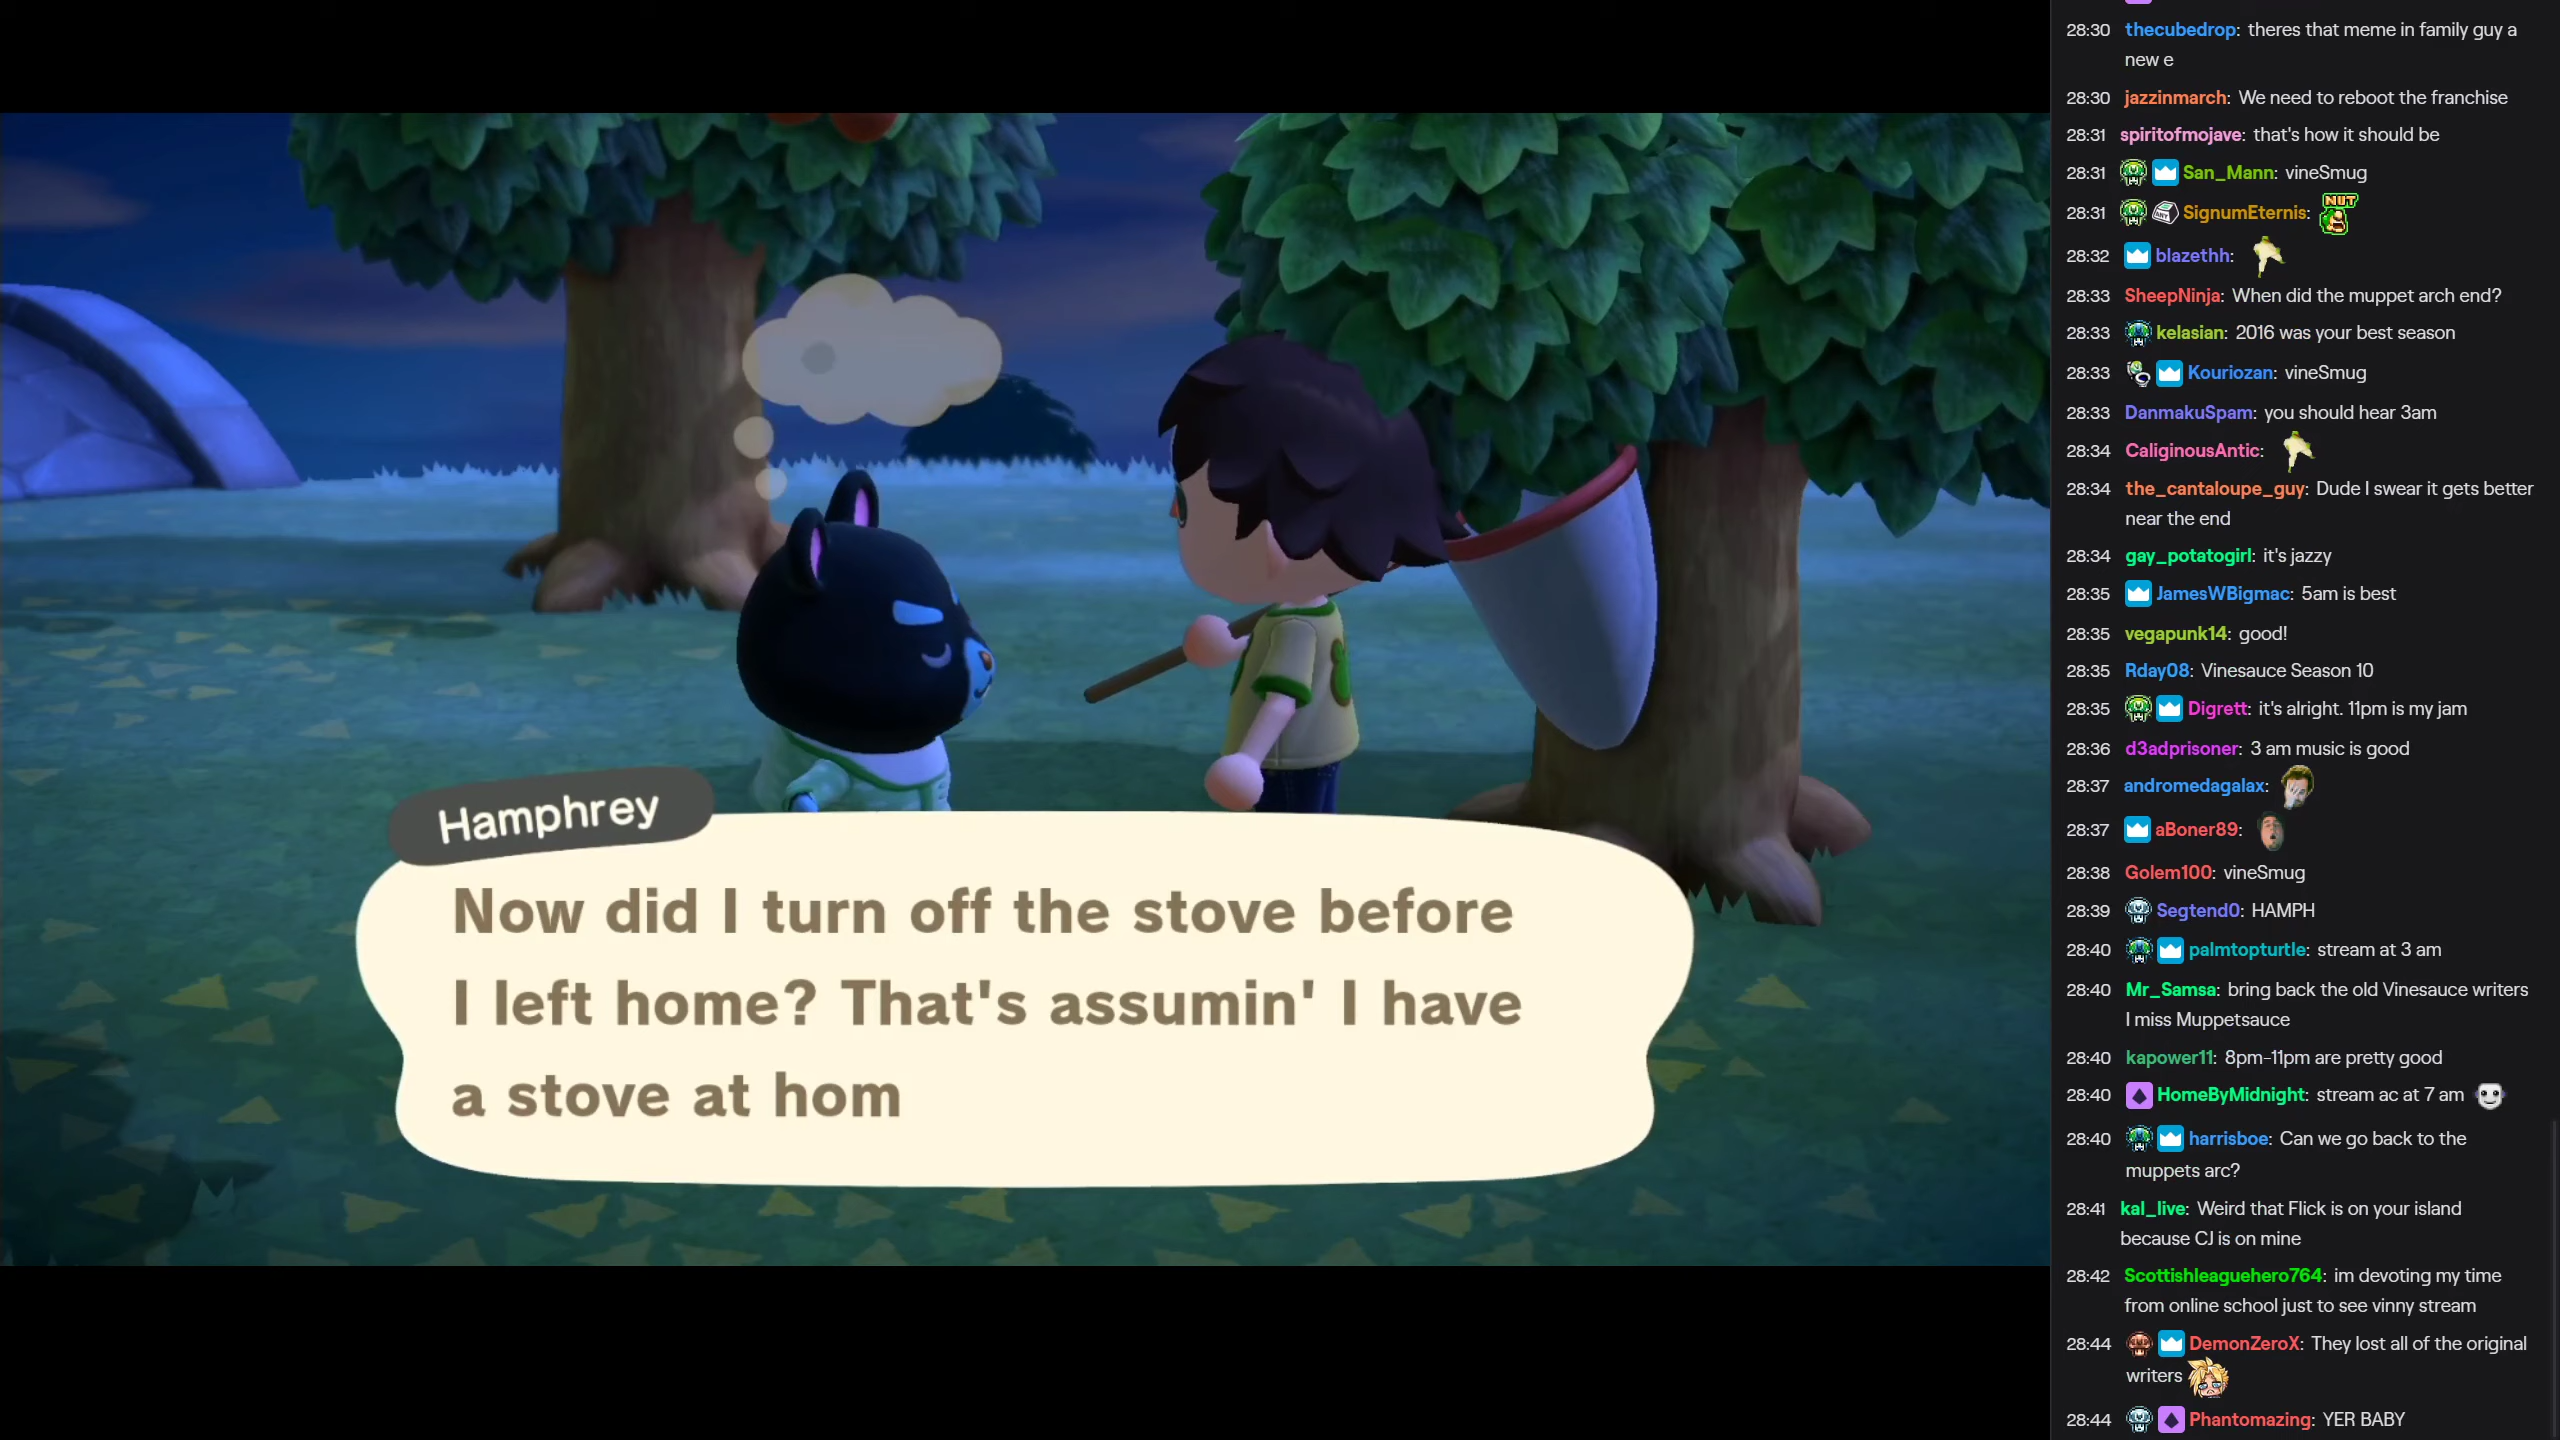 Hamphrey
Now did I turn off the stove before
I left home? That's assumin' I have
a stove at hom
28:30 thecubedrop: theres that meme in family guy a
new e
28:30 jazzinmarch: We need to reboot the franchise
28:31 spiritofmojave: that's how it should be
28:31 San_Mann: vineSmug
28:31 SignumEternis: NUT
28:32 blazethh:
28:33 SheepNinja: When did the muppet arch end?
28:33 kelasian: 2016 was your best season
28:33 Kouriozan: vineSmug
28:33 DanmakuSpam: you should hear 3am
28:34 CaliginousAntic:
28:34 the_cantaloupe_guy: Dude I swear it gets better
near the end
28:34 gay_potatogirl: it's jazzy
28:35 JamesWBigmac: 5am is best
28:35 vegapunk14: good!
28:35 Rday08: Vinesauce Season 10
28:35 Digrett: it's alright. 11pm is my jam
28:36 d3adprisoner: 3 am music is good
28:37 andromedagalax:
28:37 aBoner89:
28:38 Golem100: vineSmug
28:39 Segtend0: HAMPH
28:40 palmtopturtle: stream at 3 am
28:40 Mr_Samsa: bring back the old Vinesauce writers
I miss Muppetsauce
28:40 kapower11: 8pm-11pm are pretty good
28:40 HomeByMidnight: stream ac at 7 am
28:40 harrisboe: Can we go back to the
muppets arc?
28:41 kal_live: Weird that Flick is on your island
because CJ is on mine
28:42 Scottishleaguehero764: im devoting my time
from online school just to see vinny stream
28:44 DemonZeroX: They lost all of the original
writers
28:44 Phantomazing: YER BABY